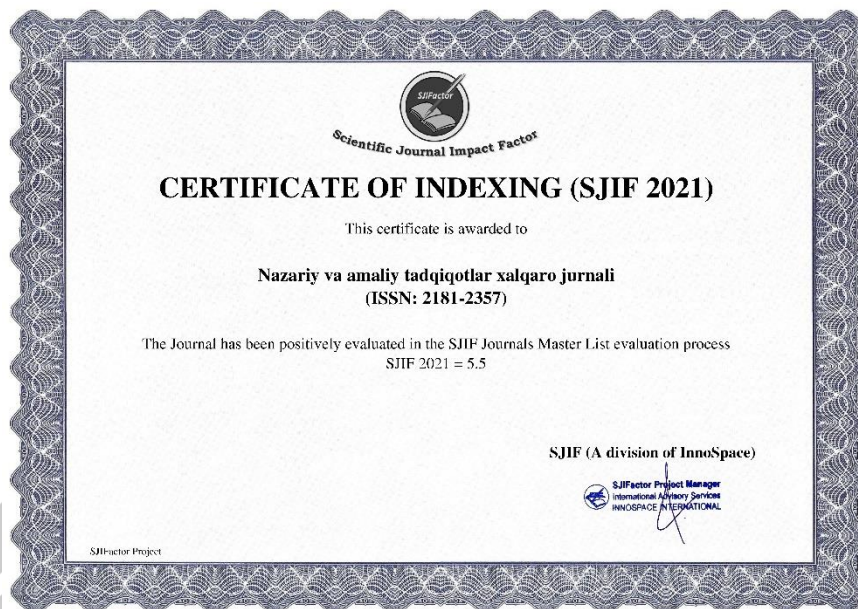 SJIFactor
Scientific Journal Impact Factor
CERTIFICATE OF INDEXING (SJIF 2021)
This certificate is awarded to
Nazariy va amaliy tadqiqotlar xalqaro jurnali
(ISSN: 2181-2357)
The Journal has been positively evaluated in the SJIF Journals Master List evaluation process
SJIF 2021 = 5.5
SJIF (A division of InnoSpace)
SJIFactor Project Manager
International Advisory Services
INNOSPACE INTERNATIONAL
SJIFactor Project